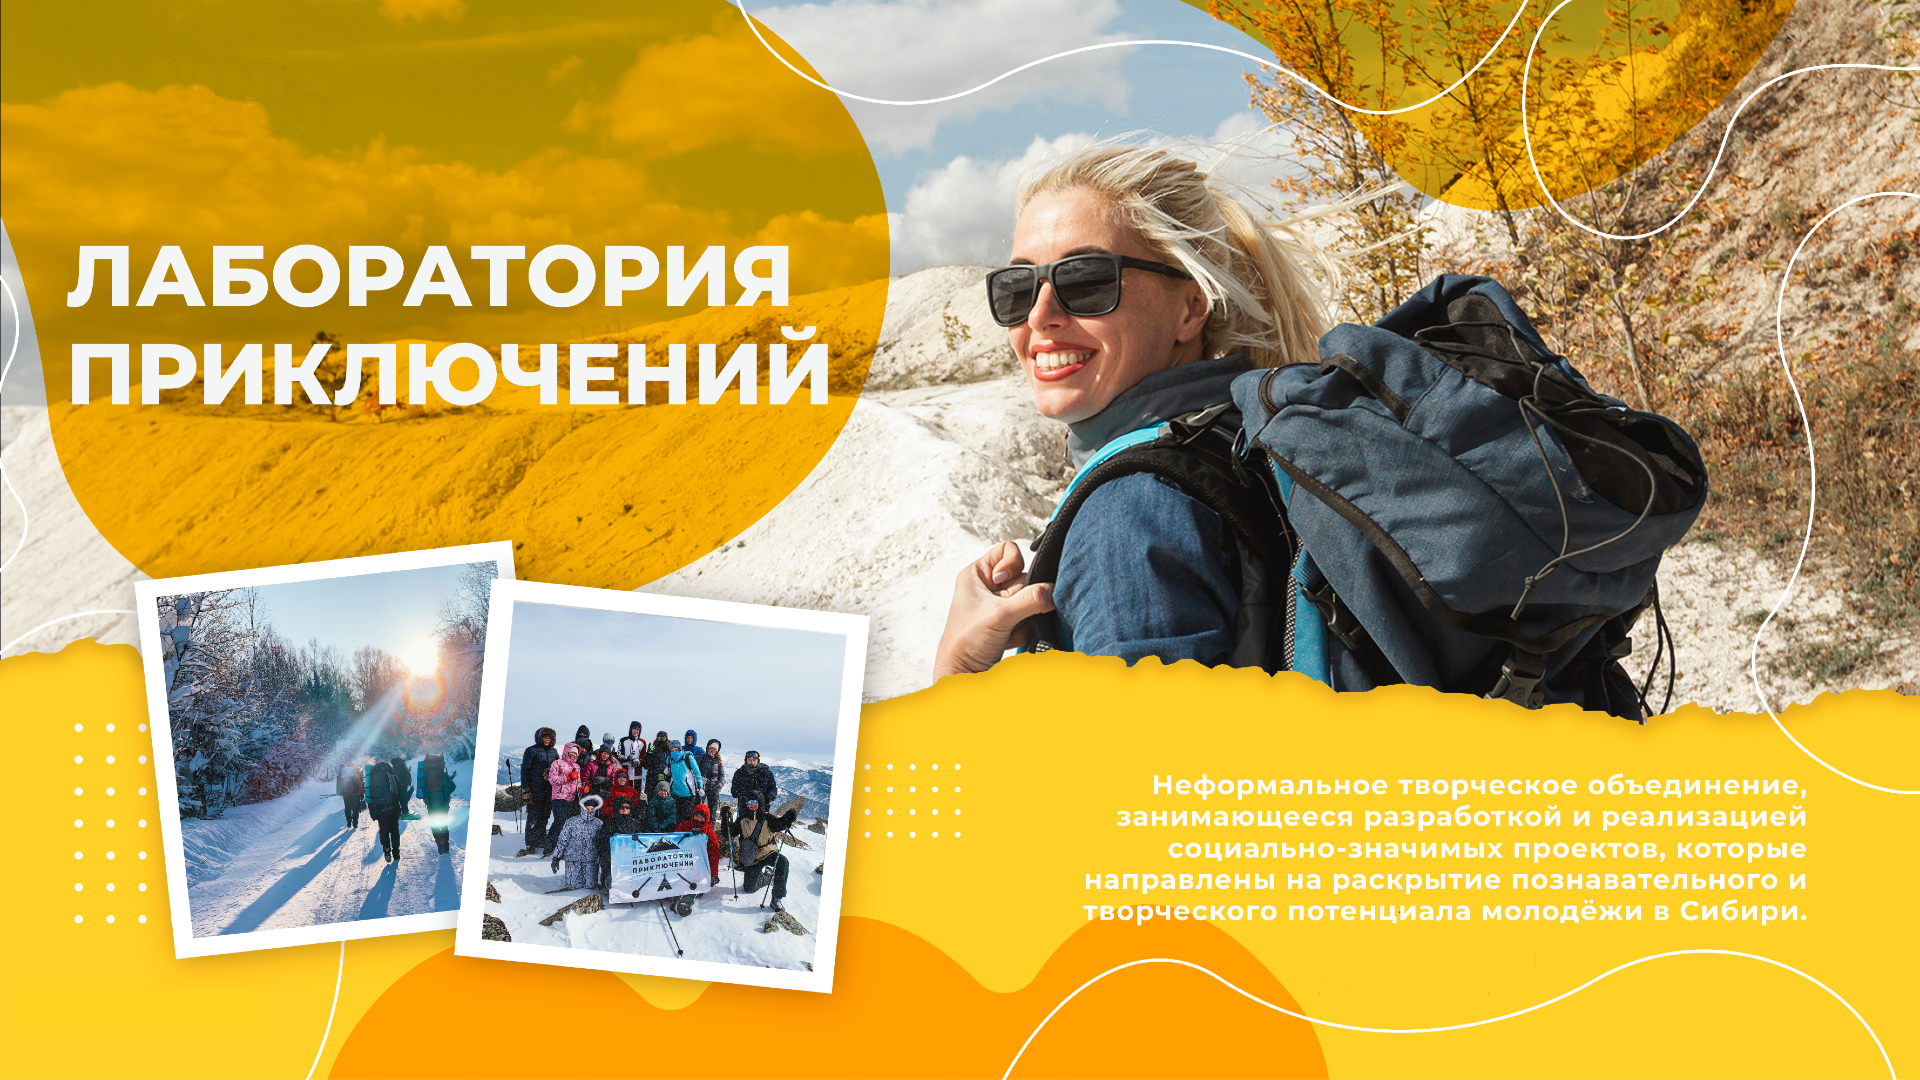 ЛАБОРАТОРИЯ
ПРИКЛЮЧЕНИЙ
ЛАБОРАТОРИЯ
ПРИКЛЮЧЕНИЙ
Неформальное творческое объединение,
занимающееся разработкой и реализацией
социально-значимых проектов, которые
направлены на раскрытие познавательного и
творческого потенциала молодёжи в Сибири.